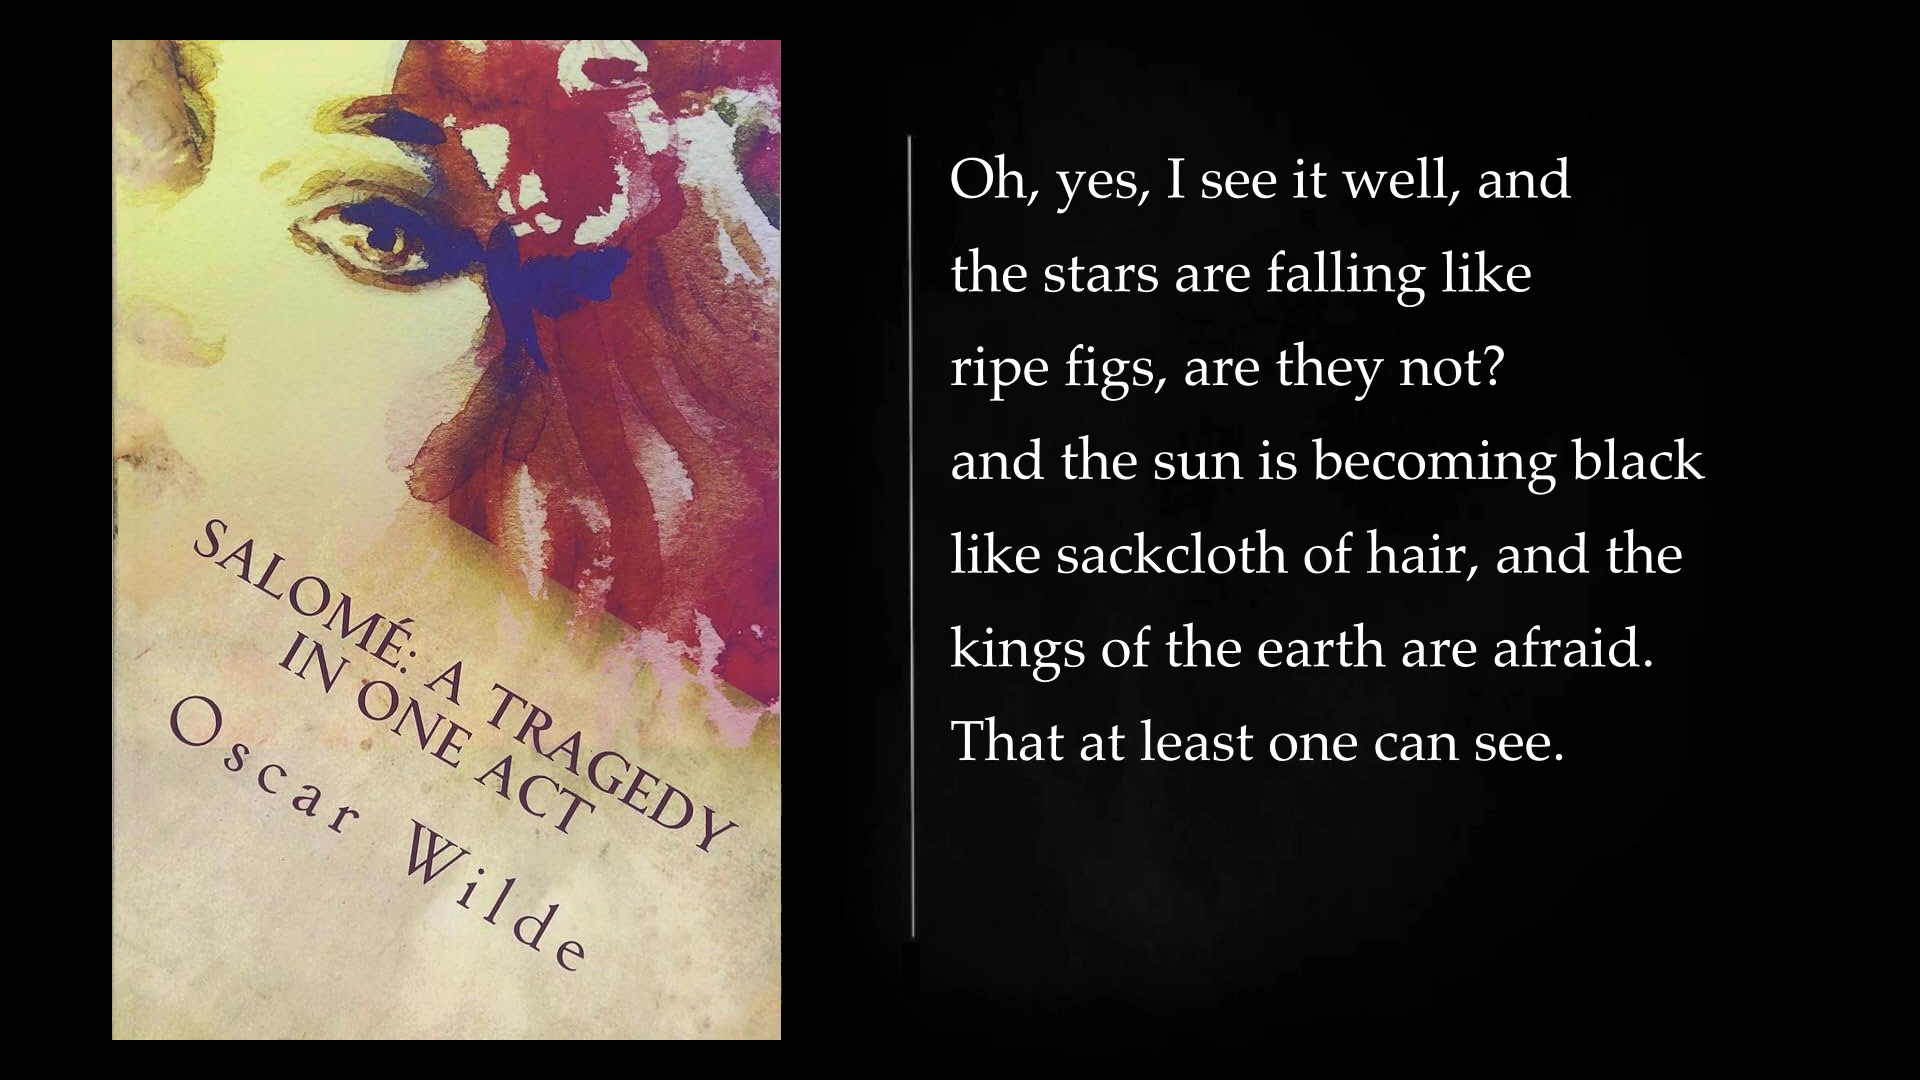 SALOMÉ: A TRAGEDY
IN ONE ACT
Oscar Wilde
Oh, yes, I see it well, and
the stars are falling like
ripe figs, are they not?
and the sun is becoming black
like sackcloth of hair, and the
kings of the earth are afraid.
That at least one can see.